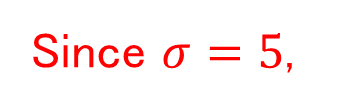 Since σ = 5,